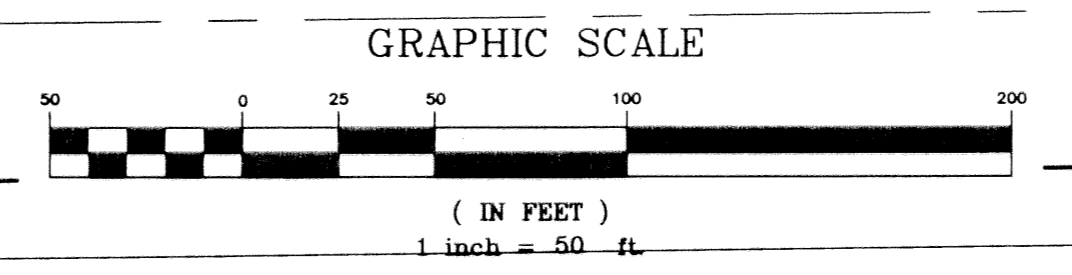 GRAPHIC SCALE
50 0 25 50 100 200
( IN FEET )
1 inch = 50 ft.